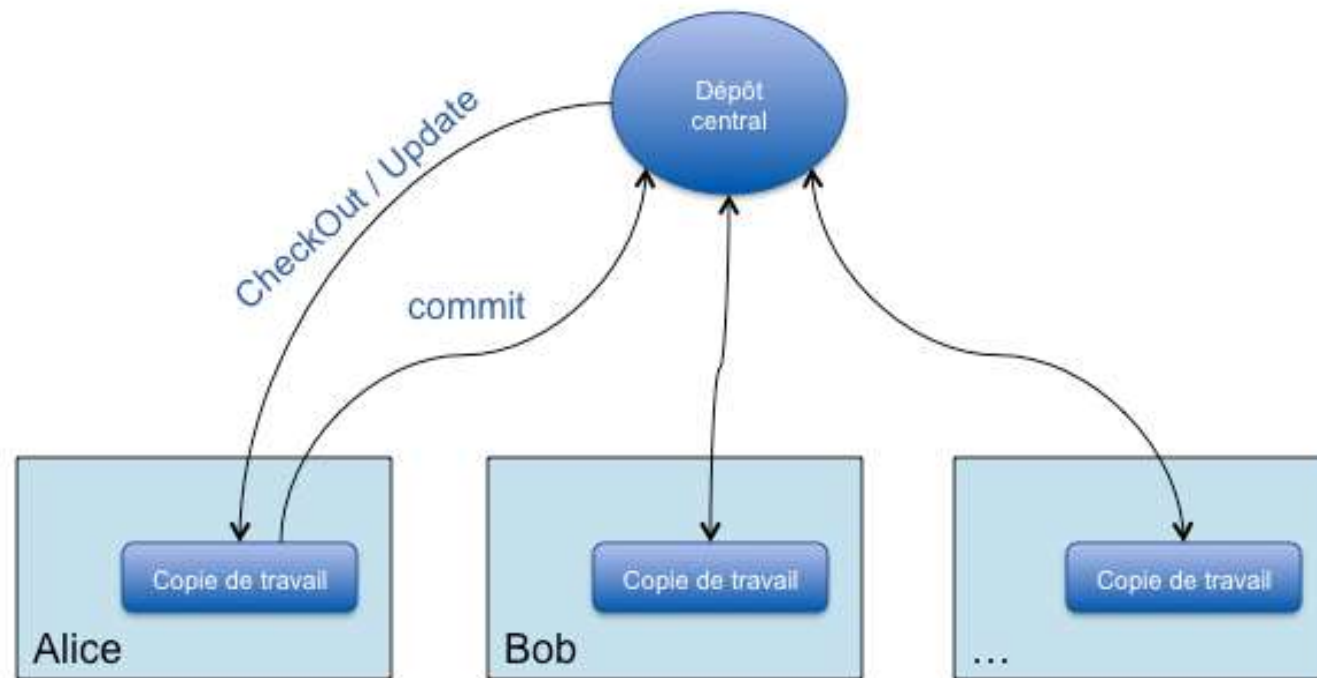 Dépôt
central
CheckOut / Update
commit
Copie de travail
Alice
Copie de travail
Bob
Copie de travail
...